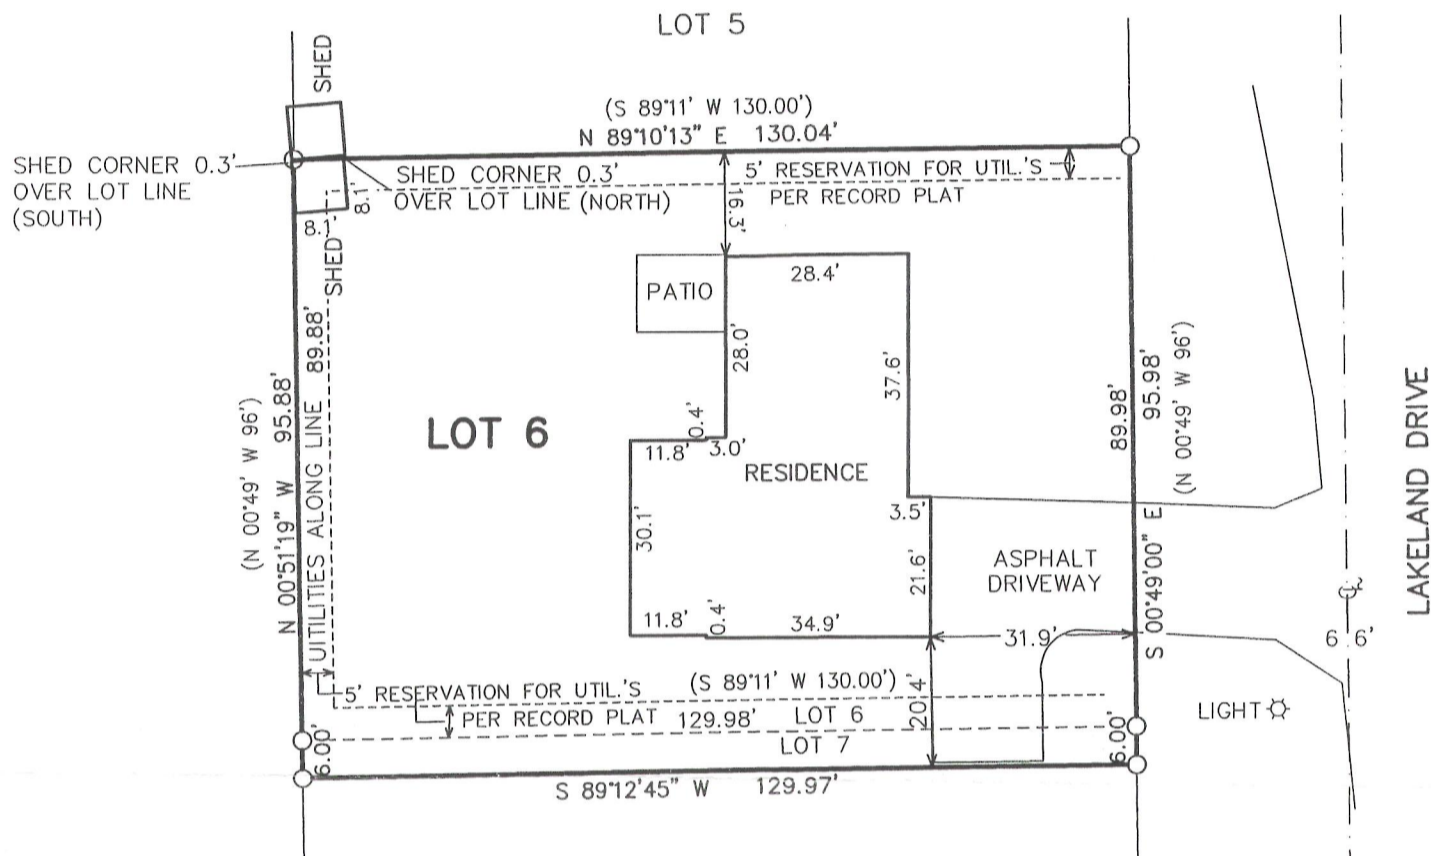 LOT 5
SHED
(S 89°11' W 130.00')
N 89°10'13" E 130.04'
SHED CORNER 0.3'
OVER LOT LINE
(SOUTH)
SHED CORNER 0.3'
OVER LOT LINE (NORTH)
5' RESERVATION FOR UTIL.'S
PER RECORD PLAT
8.1'
8.1'
SHED
16.3'
28.4'
PATIO
28.0'
37.6'
0.4'
11.8'
3.0'
LOT 6
RESIDENCE
30.1'
3.5'
21.6'
11.8'
0.4'
34.9'
ASPHALT
DRIVEWAY
31.9'
(N 00°49' W 96')
N 00°51'19" W 95.88'
UITILITIES ALONG LINE 89.88'
89.98'
95.98'
S 00°49'00" E
(N 00°49' W 96')
LAKELAND DRIVE
66'
LIGHT
5' RESERVATION FOR UTIL.'S
(S 89°11' W 130.00')
20.4'
PER RECORD PLAT
129.98'
LOT 6
LOT 7
6.00'
6.00'
S 89°12'45" W 129.97'